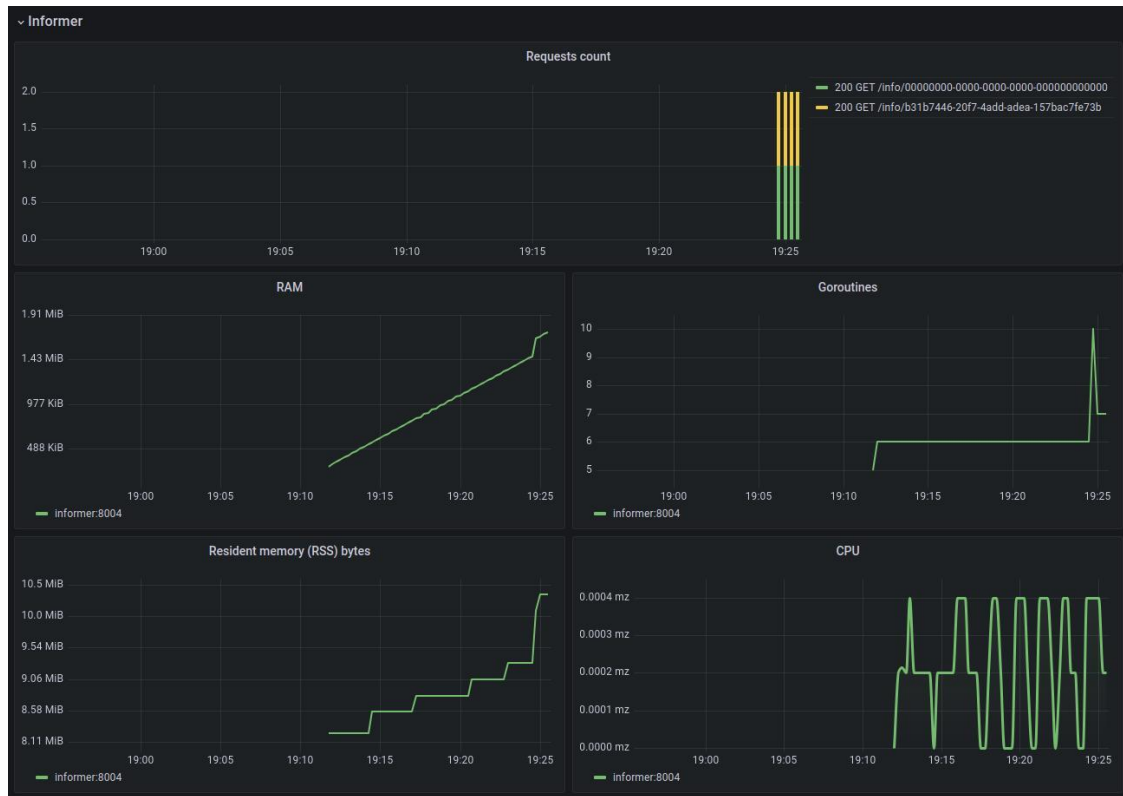 Informer
Requests count
2.0
1.5
1.0
0.5
0.0
19:00 19:05 19:10 19:15 19:20 19:25
200 GET /info/00000000-0000-0000-0000-000000000000
200 GET /info/b31b7446-20f7-4add-adea-157bac7fe73b
RAM
1.91 MiB
1.43 MiB
977 KiB
488 KiB
19:00 19:05 19:10 19:15 19:20 19:25
informer:8004
Goroutines
10
9
8
7
6
5
19:00 19:05 19:10 19:15 19:20 19:25
informer:8004
Resident memory (RSS) bytes
10.5 MiB
10.0 MiB
9.54 MiB
9.06 MiB
8.58 MiB
8.11 MiB
19:00 19:05 19:10 19:15 19:20 19:25
informer:8004
CPU
0.0004 mz
0.0003 mz
0.0002 mz
0.0001 mz
0.0000 mz
19:00 19:05 19:10 19:15 19:20 19:25
informer:8004